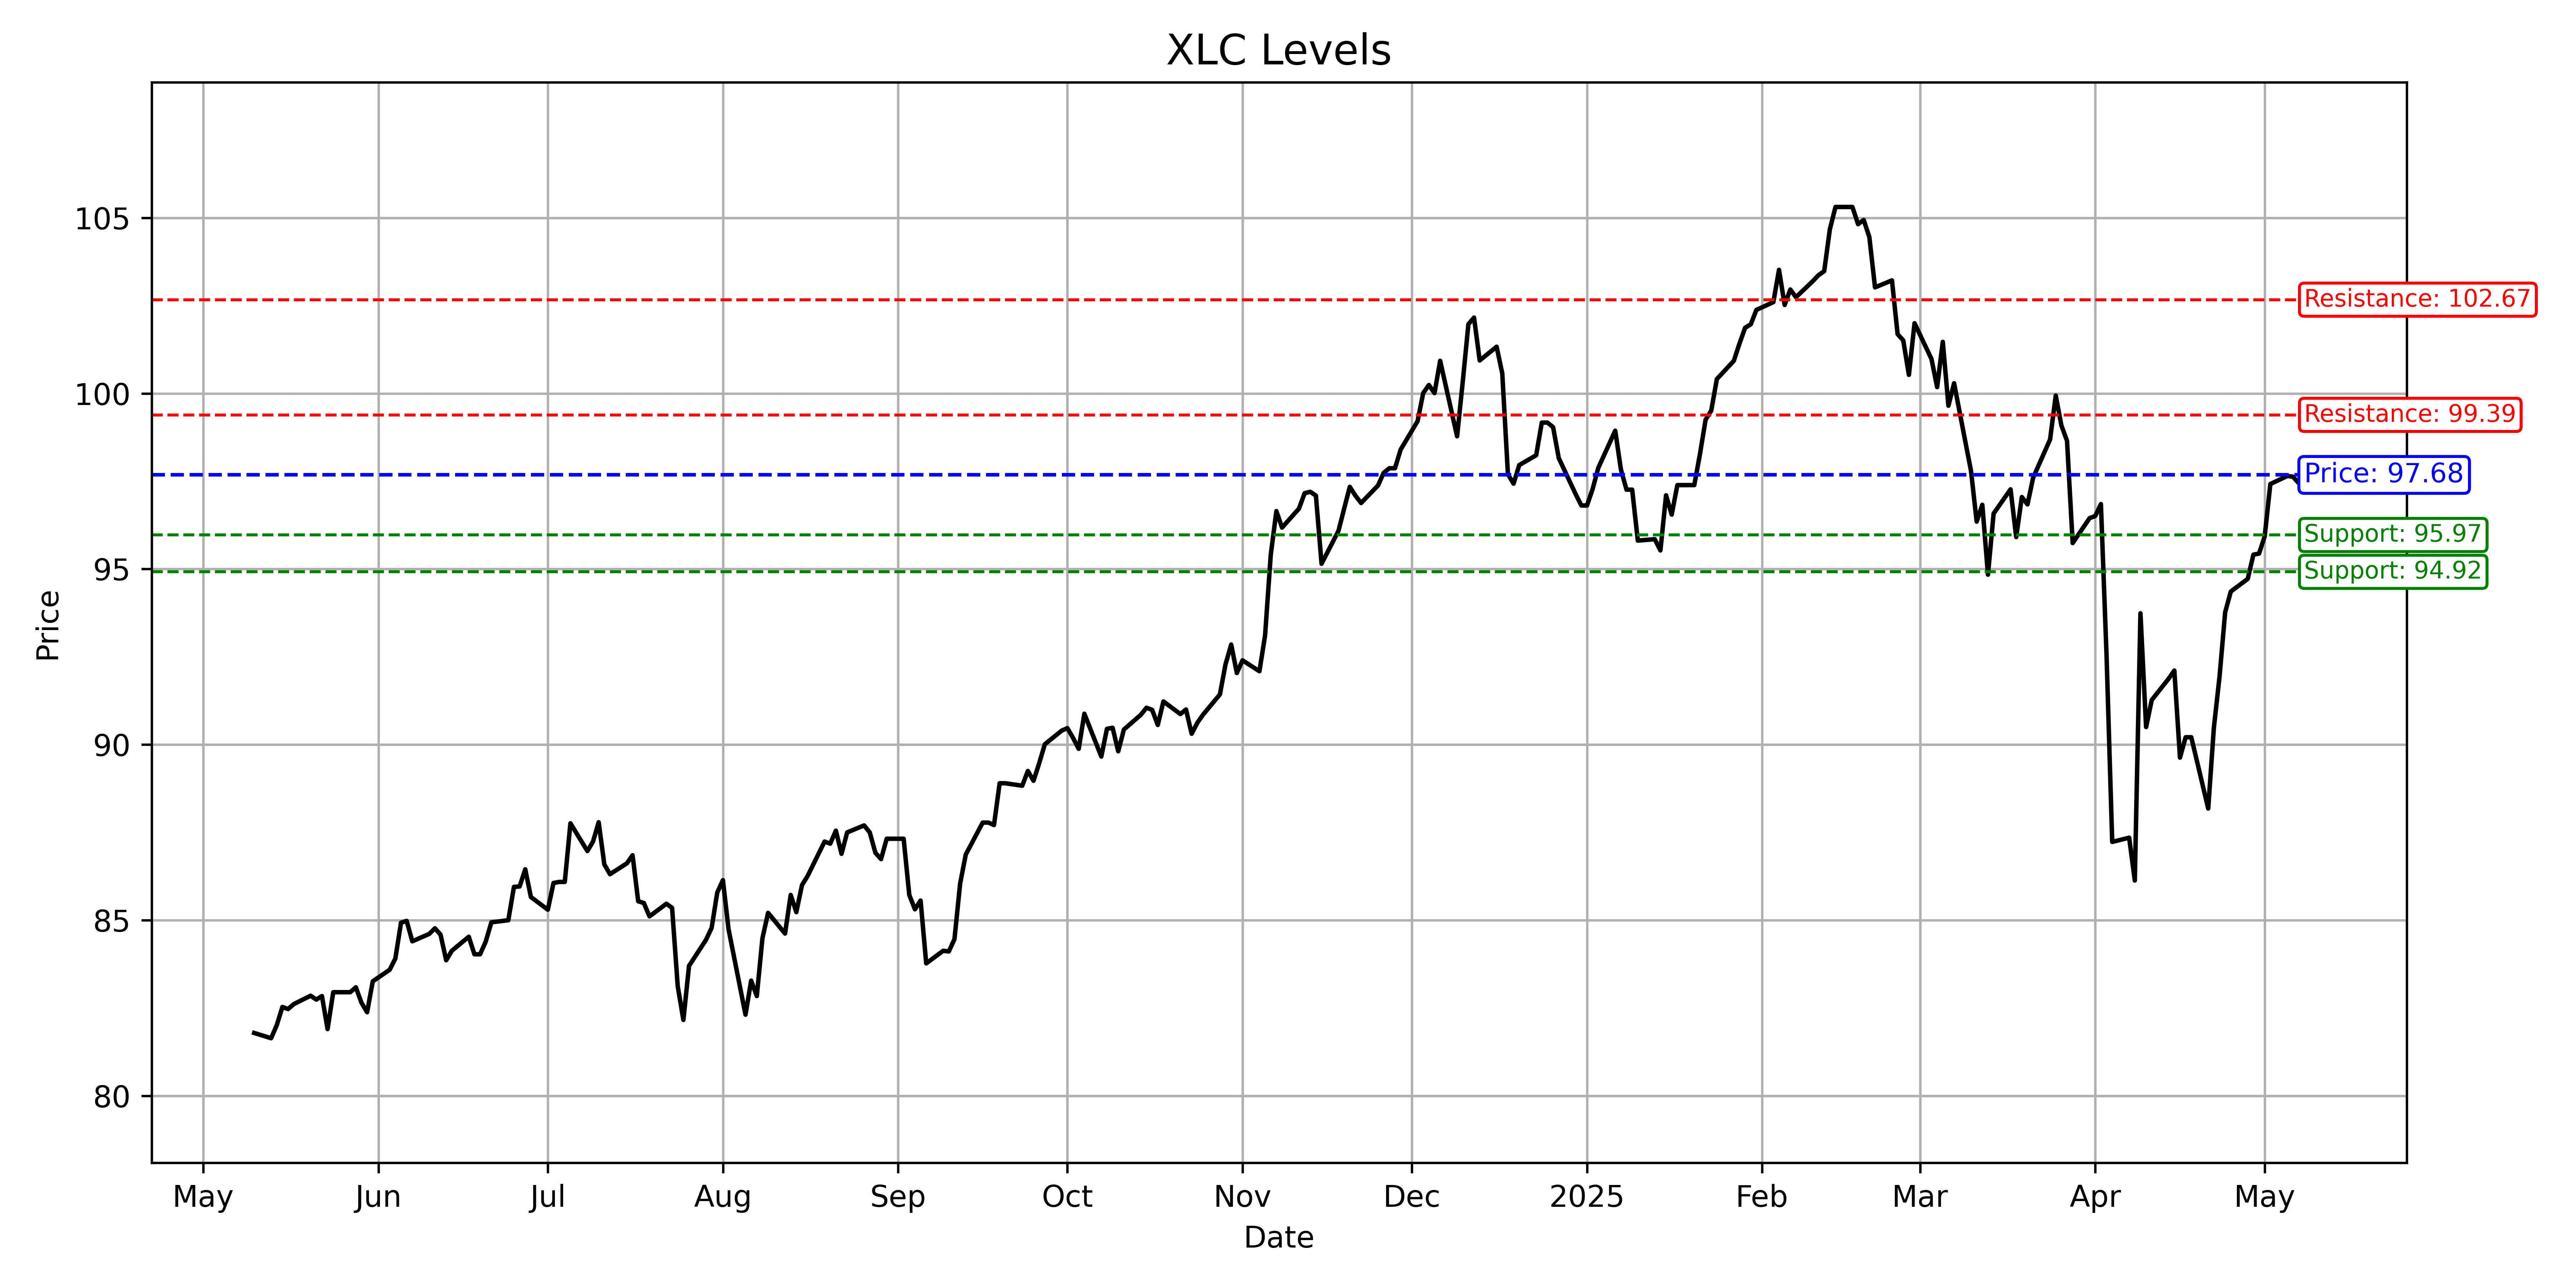 XLC Levels
105
100
95
90
85
80
Price
Resistance: 102.67
Resistance: 99.39
Price: 97.68
Support: 95.97
Support: 94.92
May Jun Jul Aug Sep Oct Nov Dec 2025 Feb Mar Apr May
Date